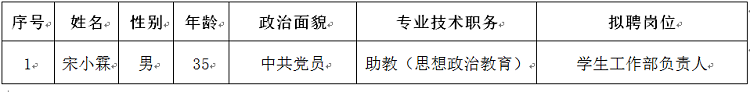 序号 姓名 性别 年龄 政治面貌 专业技术职务 拟聘岗位
1 宋小霖 男 35 中共党员 助教（思想政治教育） 学生工作部负责人